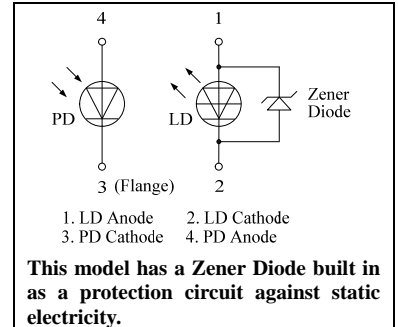 4 1
PD LD Zener
Diode
3 (Flange) 2
1. LD Anode 2. LD Cathode
3. PD Cathode 4. PD Anode
This model has a Zener Diode built in
as a protection circuit against static
electricity.